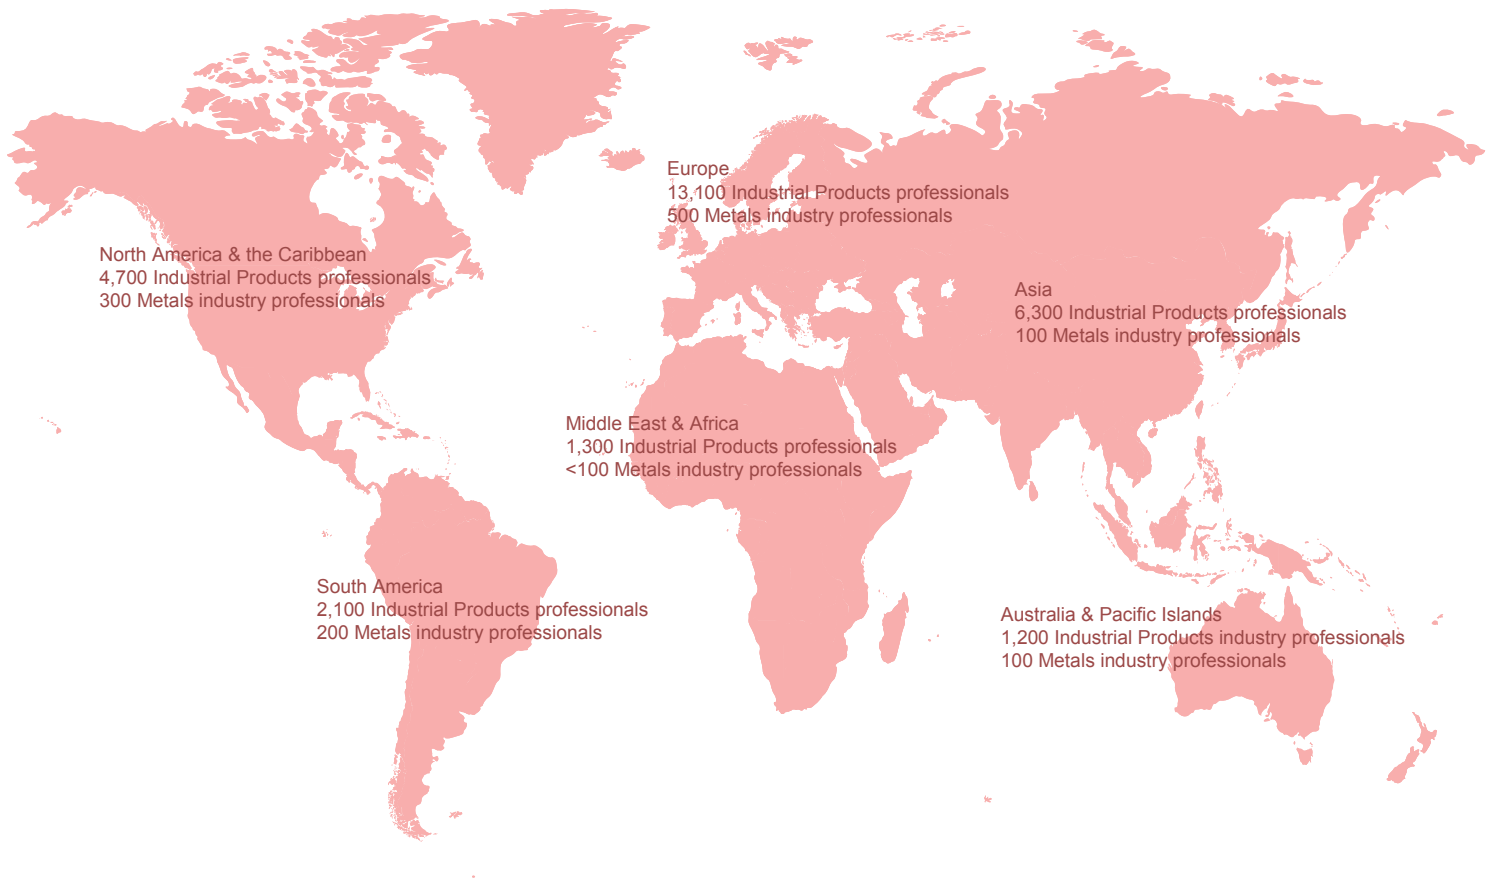 Europe
13,100 Industrial Products professionals
500 Metals industry professionals
North America & the Caribbean
4,700 Industrial Products professionals
300 Metals industry professionals
Asia
6,300 Industrial Products professionals
100 Metals industry professionals
Middle East & Africa
1,300 Industrial Products professionals
<100 Metals industry professionals
South America
2,100 Industrial Products professionals
200 Metals industry professionals
Australia & Pacific Islands
1,200 Industrial Products industry professionals
100 Metals industry professionals